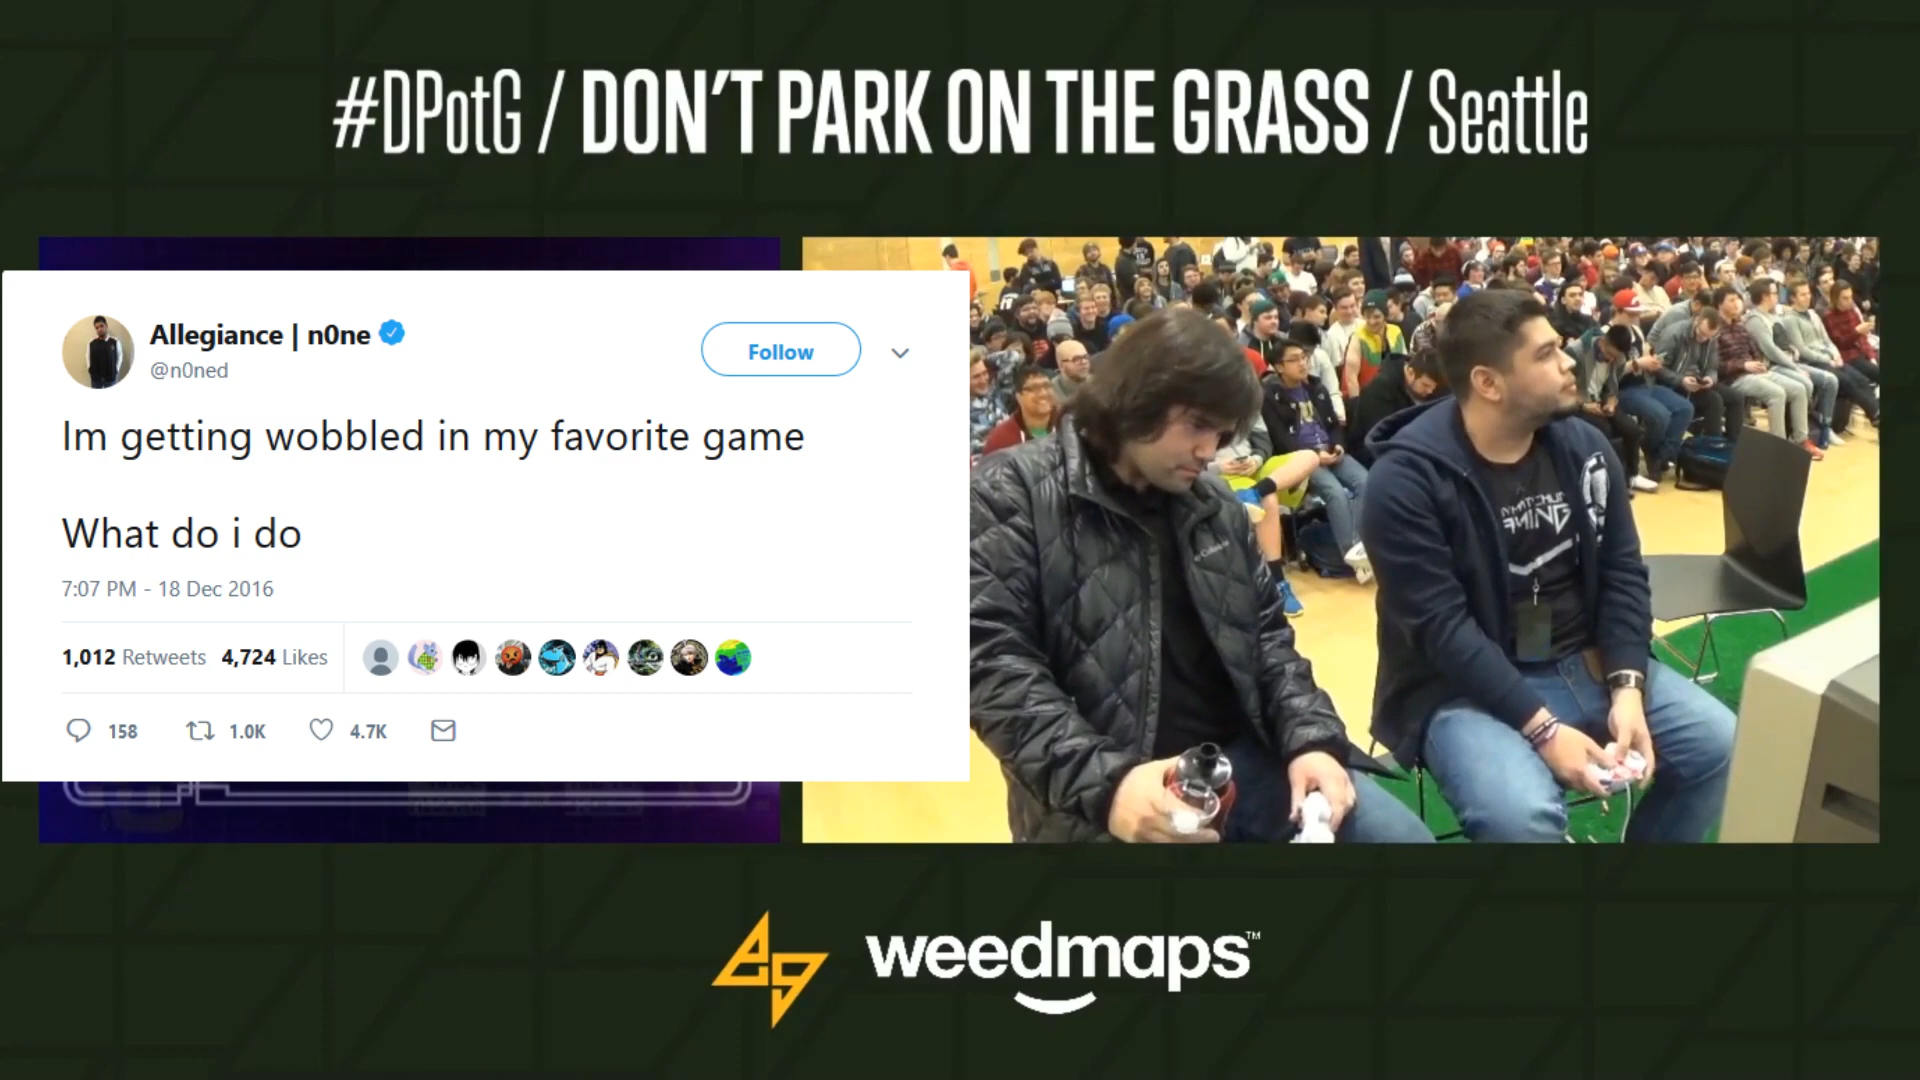 #DPotG / DON'T PARK ON THE GRASS / Seattle
Allegiance | n0ne
@n0ned
Follow
Im getting wobbled in my favorite game
What do i do
7:07 PM - 18 Dec 2016
1,012 Retweets 4,724 Likes
158 1.0K 4.7K
Columbia
weedmaps™